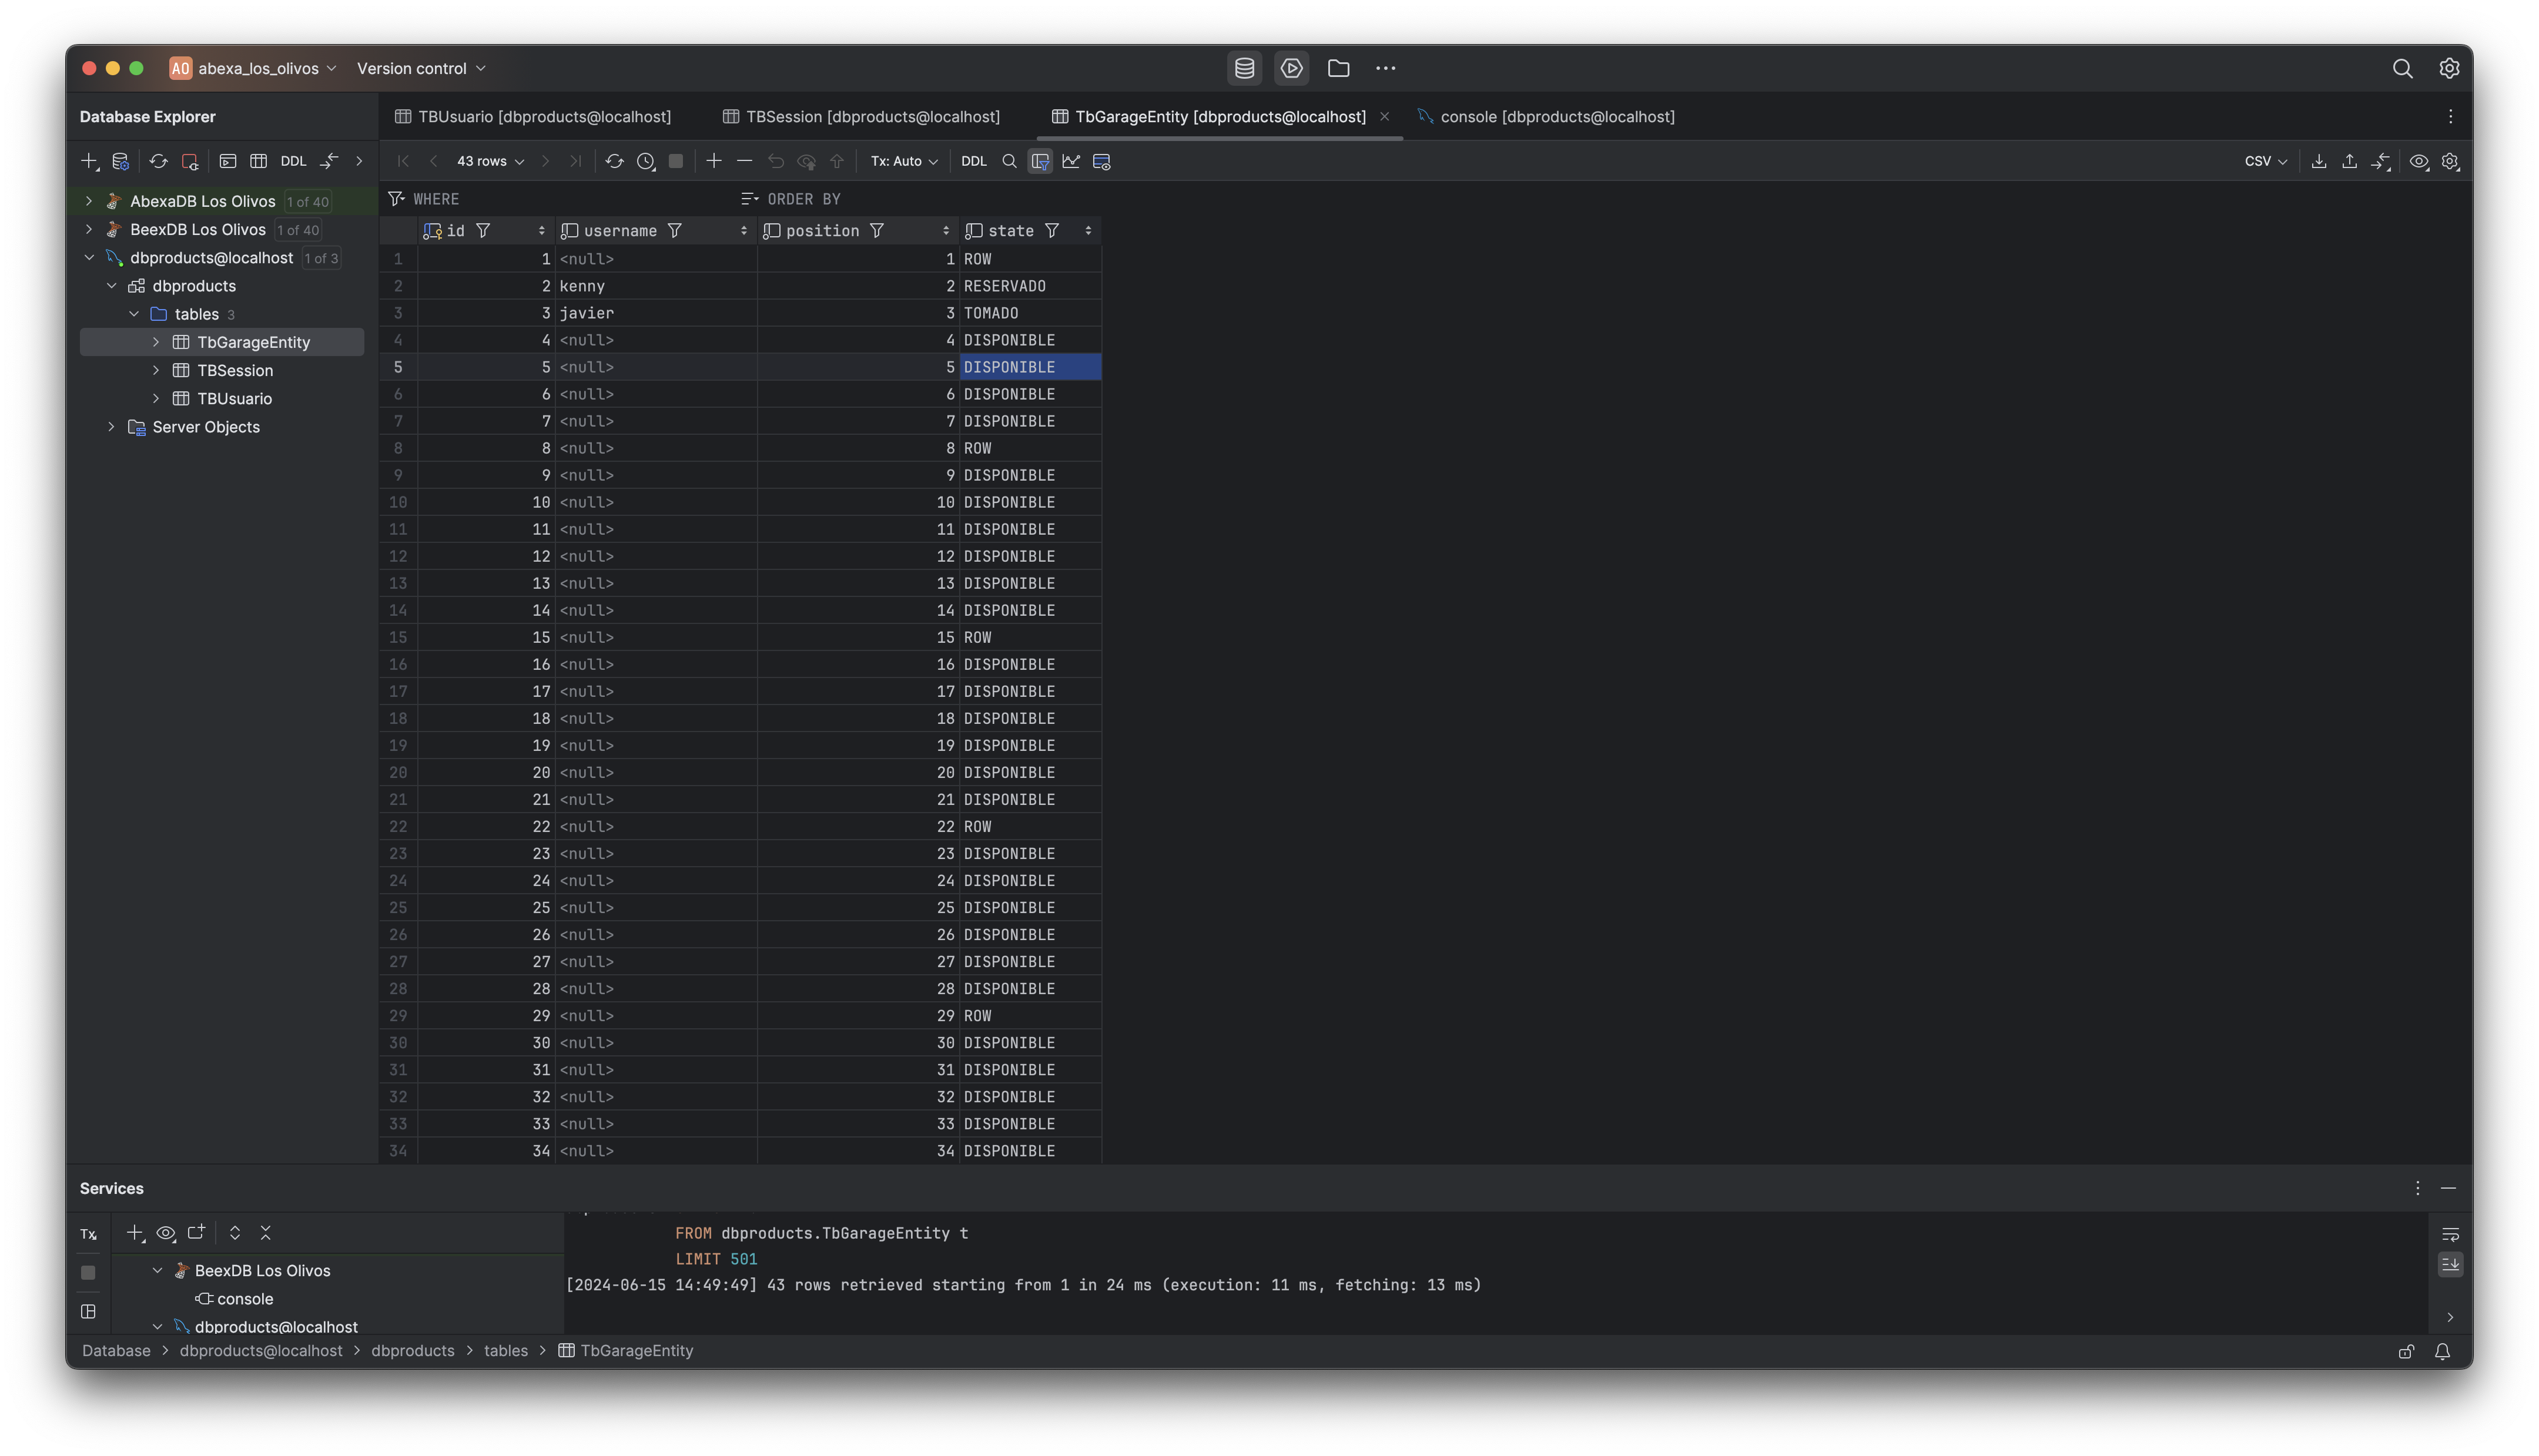 AO abexa_los_olivos Version control
Database Explorer
TBUsuario [dbproducts@localhost] TBSession [dbproducts@localhost] TbGarageEntity [dbproducts@localhost] console [dbproducts@localhost]
DDL
43 rows Tx: Auto DDL CSV
AbexaDB Los Olivos 1 of 40
BeexDB Los Olivos 1 of 40
dbproducts@localhost 1 of 3
dbproducts
tables 3
TbGarageEntity
TBSession
TBUsuario
Server Objects
WHERE ORDER BY
id username position state
1 1 <null> 1 ROW
2 2 kenny 2 RESERVADO
3 3 javier 3 TOMADO
4 4 <null> 4 DISPONIBLE
5 5 <null> 5 DISPONIBLE
6 6 <null> 6 DISPONIBLE
7 7 <null> 7 DISPONIBLE
8 8 <null> 8 ROW
9 9 <null> 9 DISPONIBLE
10 10 <null> 10 DISPONIBLE
11 11 <null> 11 DISPONIBLE
12 12 <null> 12 DISPONIBLE
13 13 <null> 13 DISPONIBLE
14 14 <null> 14 DISPONIBLE
15 15 <null> 15 ROW
16 16 <null> 16 DISPONIBLE
17 17 <null> 17 DISPONIBLE
18 18 <null> 18 DISPONIBLE
19 19 <null> 19 DISPONIBLE
20 20 <null> 20 DISPONIBLE
21 21 <null> 21 DISPONIBLE
22 22 <null> 22 ROW
23 23 <null> 23 DISPONIBLE
24 24 <null> 24 DISPONIBLE
25 25 <null> 25 DISPONIBLE
26 26 <null> 26 DISPONIBLE
27 27 <null> 27 DISPONIBLE
28 28 <null> 28 DISPONIBLE
29 29 <null> 29 ROW
30 30 <null> 30 DISPONIBLE
31 31 <null> 31 DISPONIBLE
32 32 <null> 32 DISPONIBLE
33 33 <null> 33 DISPONIBLE
34 34 <null> 34 DISPONIBLE
Services
Tx
BeexDB Los Olivos
console
dbproducts@localhost
FROM dbproducts.TbGarageEntity t
LIMIT 501
[2024-06-15 14:49:49] 43 rows retrieved starting from 1 in 24 ms (execution: 11 ms, fetching: 13 ms)
Database > dbproducts@localhost > dbproducts > tables > TbGarageEntity